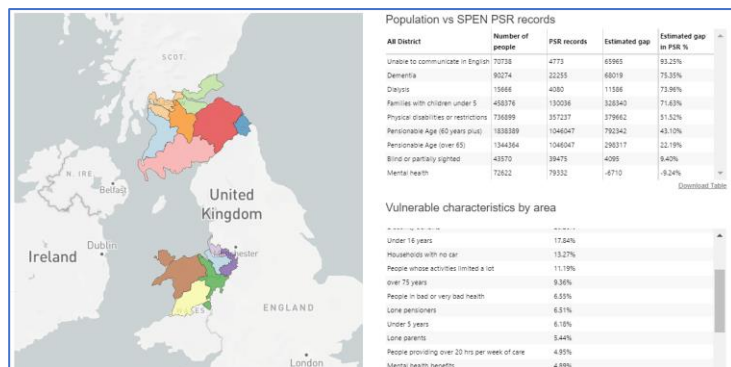 SCOT.
N. IRE.
Belfast
United
Kingdom
Dublin
Ireland
ENGLAND
London
Population vs SPEN PSR records
All District Number of people PSR records Estimated gap Estimated gap in PSR %
Unable to communicate in English 70738 4773 65965 93.25%
Dementia 90274 22255 68019 75.35%
Dialysis 15666 4080 11586 73.96%
Families with children under 5 458376 130036 328340 71.63%
Physical disabilities or restrictions 736899 357237 379662 51.52%
Pensionable Age (60 years plus) 1838389 1046047 792342 43.10%
Pensionable Age (over 65) 1344364 1046047 298317 22.19%
Blind or partially sighted 43570 39475 4095 9.40%
Mental health 72622 79332 -6710 -9.24%
Download Table
Vulnerable characteristics by area
Under 16 years 17.84%
Households with no car 13.27%
People whose activities limited a lot 11.19%
over 75 years 9.36%
People in bad or very bad health 6.55%
Lone pensioners 6.51%
Under 5 years 6.18%
Lone parents 5.44%
People providing over 20 hrs per week of care 4.95%
Mental health benefits 4.89%